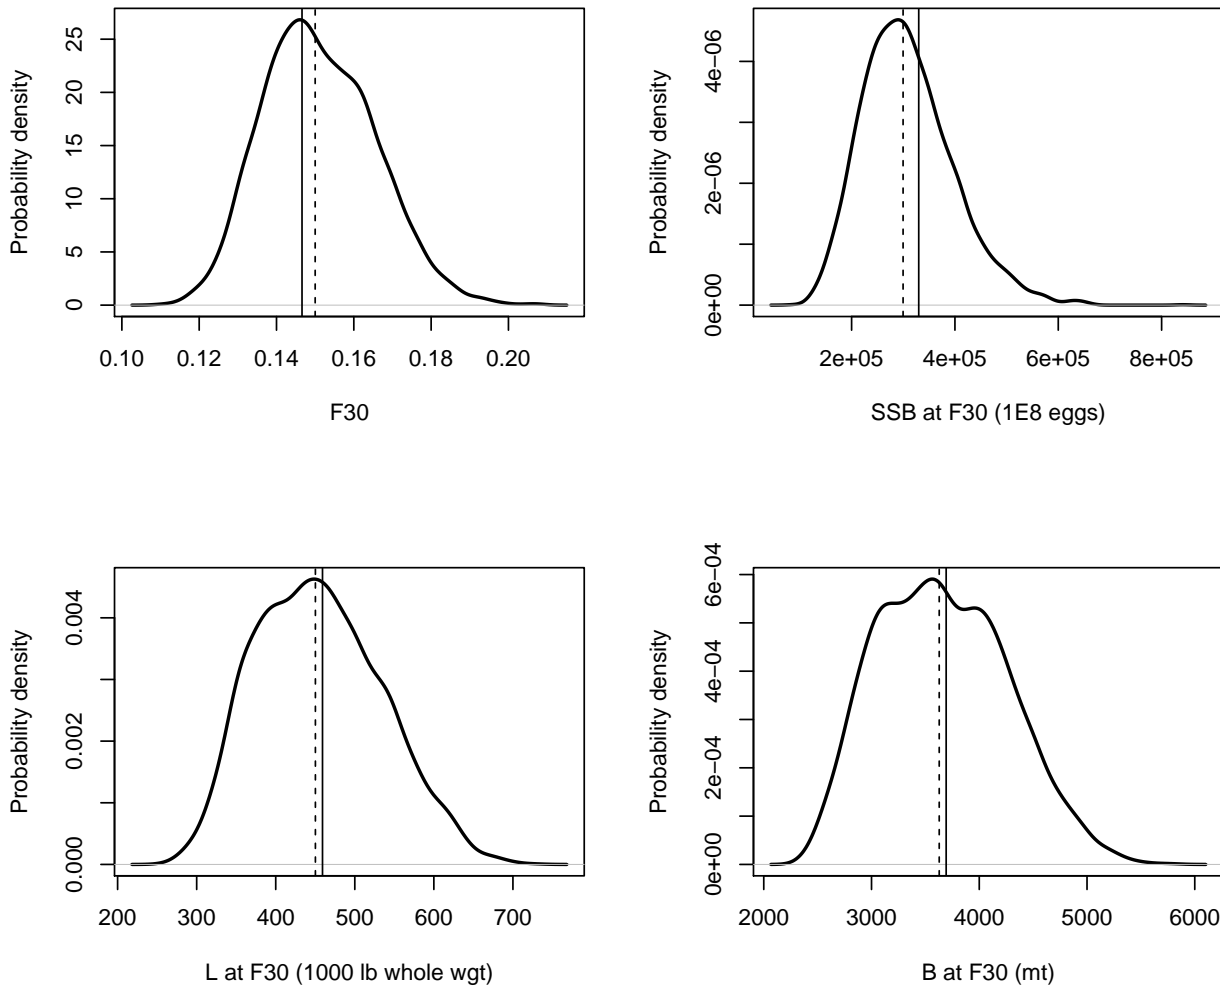 Probability density
0 5 10 15 20 25
0.10 0.12 0.14 0.16 0.18 0.20
F30
Probability density
0e+00 2e−06 4e−06
2e+05 4e+05 6e+05 8e+05
SSB at F30 (1E8 eggs)
Probability density
0.000 0.002 0.004
200 300 400 500 600 700
L at F30 (1000 lb whole wgt)
Probability density
0e+00 2e−04 4e−04 6e−04
2000 3000 4000 5000 6000
B at F30 (mt)